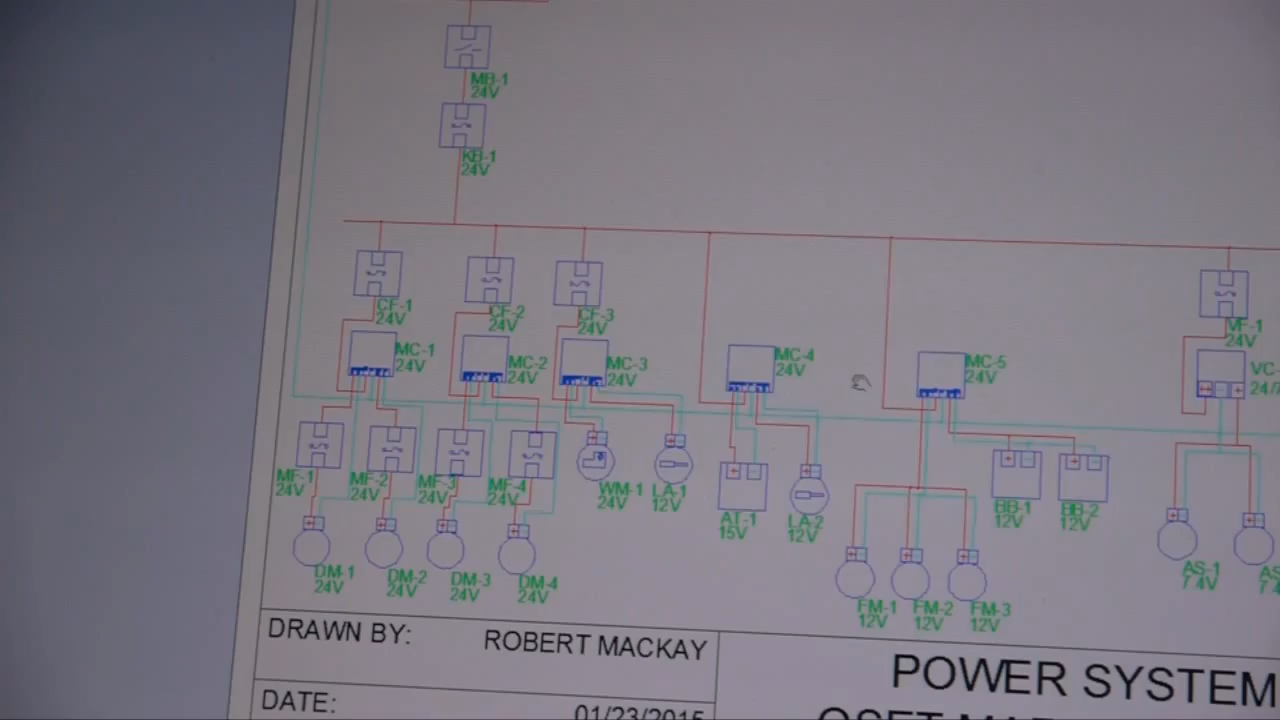 MB-1
24V
KB-1
24V
CF-1
24V
CF-2
24V
CF-3
24V
VF-1
24V
MC-1
24V
MC-2
24V
MC-3
24V
MC-4
24V
MC-5
24V
VC-
MF-1
24V
MF-2
24V
MF-3
24V
MF-4
24V
WM-1
24V
LA-1
12V
AT-1
15V
LA-2
12V
BB-1
12V
BB-2
12V
DM-1
24V
DM-2
24V
DM-3
24V
DM-4
24V
FM-1
12V
FM-2
12V
FM-3
12V
AS-1
7.4V
DRAWN BY: ROBERT MACKAY
DATE: 01/23/2015
POWER SYSTEM